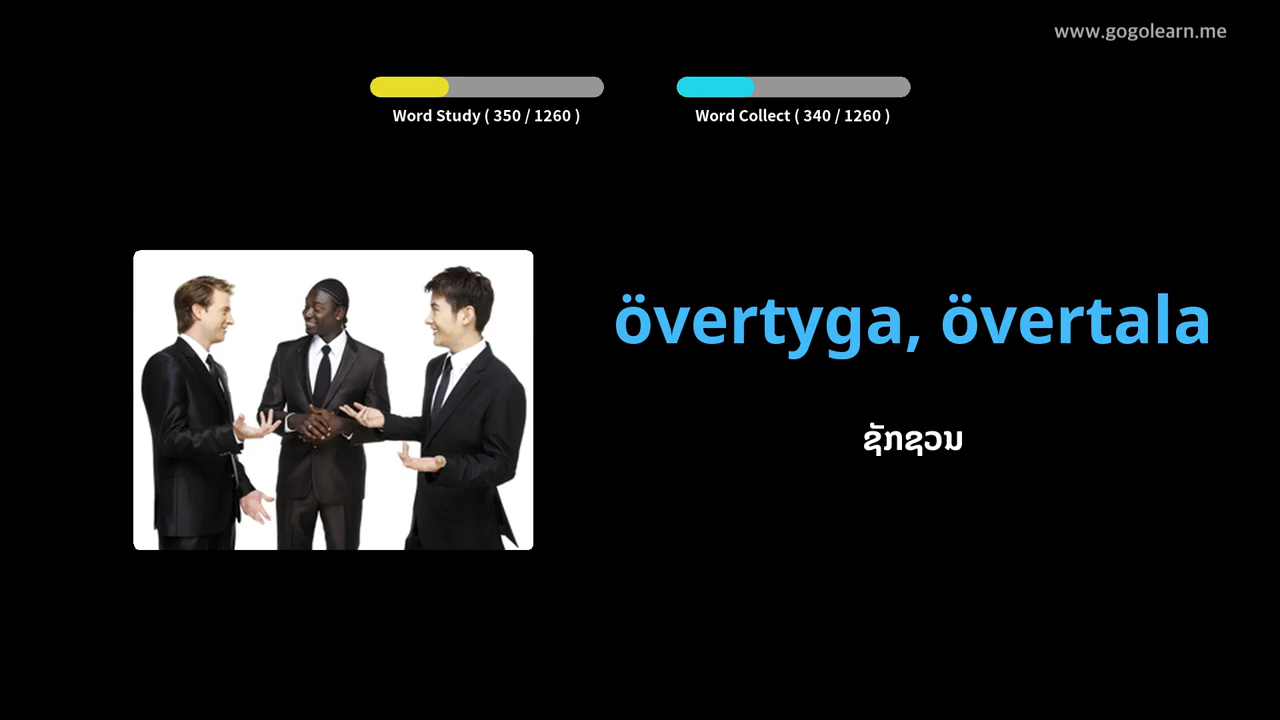 www.gogolearn.me
Word Study ( 350 / 1260 )
Word Collect ( 340 / 1260 )
övertyga, övertala
ຊັກຊວນ